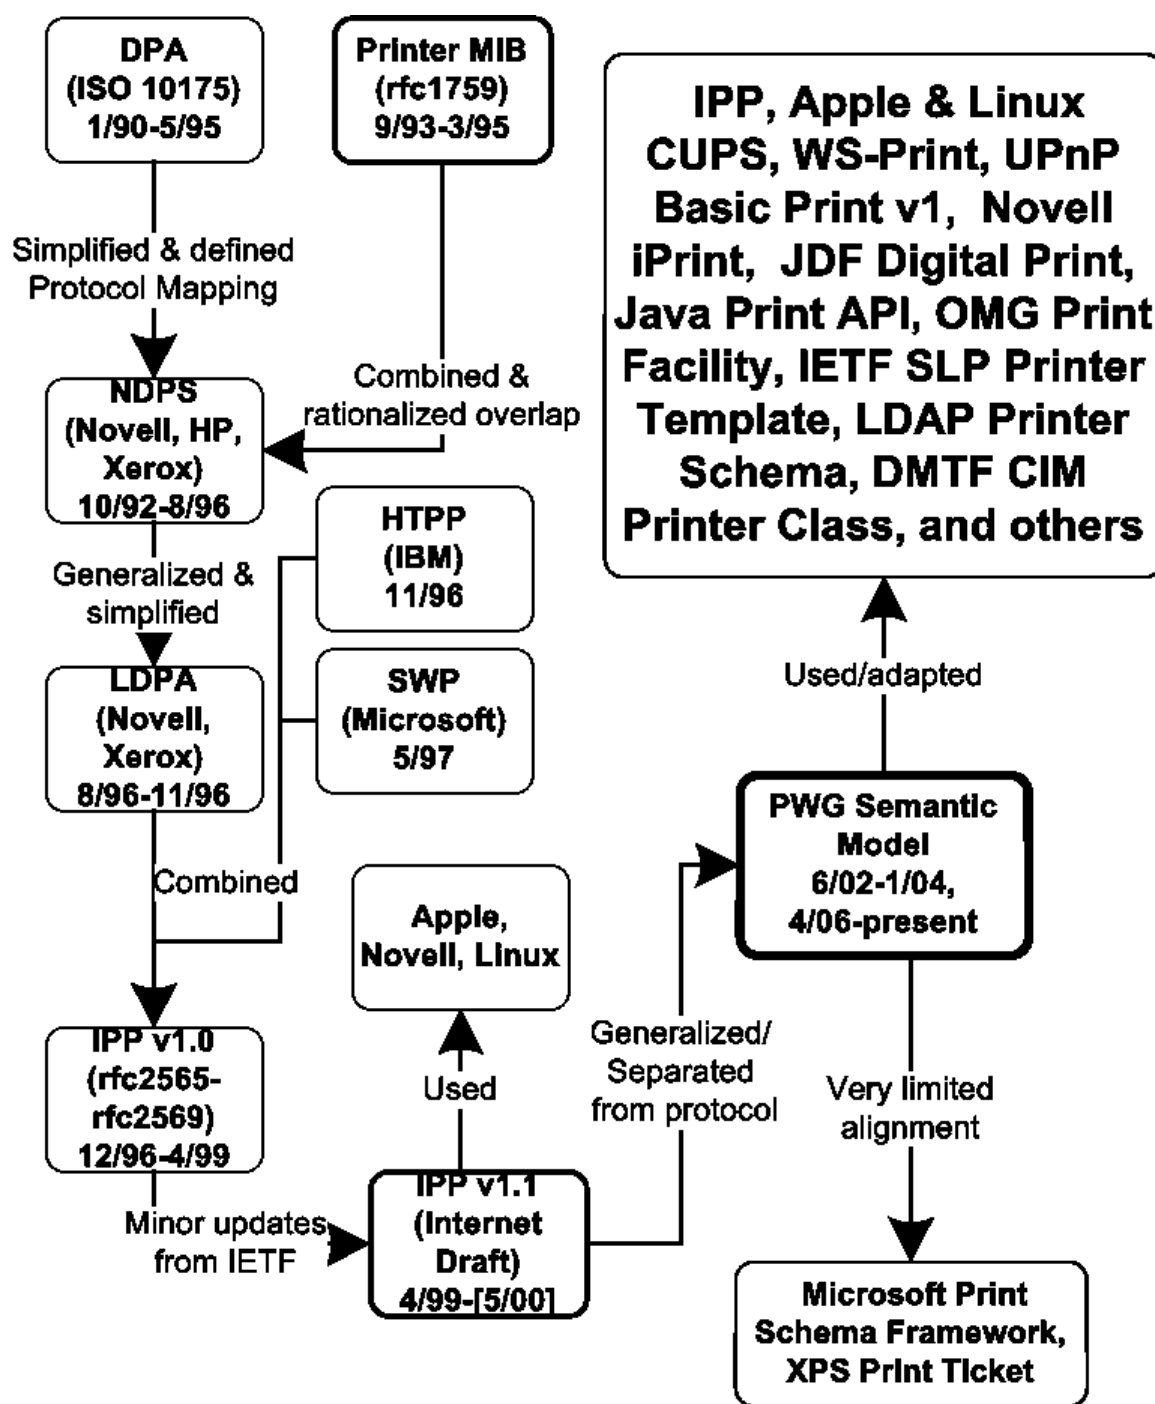 DPA
(ISO 10175)
1/90-5/95
Printer MIB
(rfc1759)
9/93-3/95
IPP, Apple & Linux
CUPS, WS-Print, UPnP
Basic Print v1, Novell
iPrint, JDF Digital Print,
Java Print API, OMG Print
Facility, IETF SLP Printer
Template, LDAP Printer
Schema, DMTF CIM
Printer Class, and others
Simplified & defined
Protocol Mapping
Combined &
rationalized overlap
NDPS
(Novell, HP,
Xerox)
10/92-8/96
HTPP
(IBM)
11/96
Generalized &
simplified
SWP
(Microsoft)
5/97
LDPA
(Novell,
Xerox)
8/96-11/96
Used/adapted
PWG Semantic
Model
6/02-1/04,
4/06-present
Combined
Apple,
Novell, Linux
IPP v1.0
(rfc2565-
rfc2569)
12/96-4/99
Used
Generalized/
Separated
from protocol
Very limited
alignment
Minor updates
from IETF
IPP v1.1
(Internet
Draft)
4/99-[5/00]
Microsoft Print
Schema Framework,
XPS Print Ticket